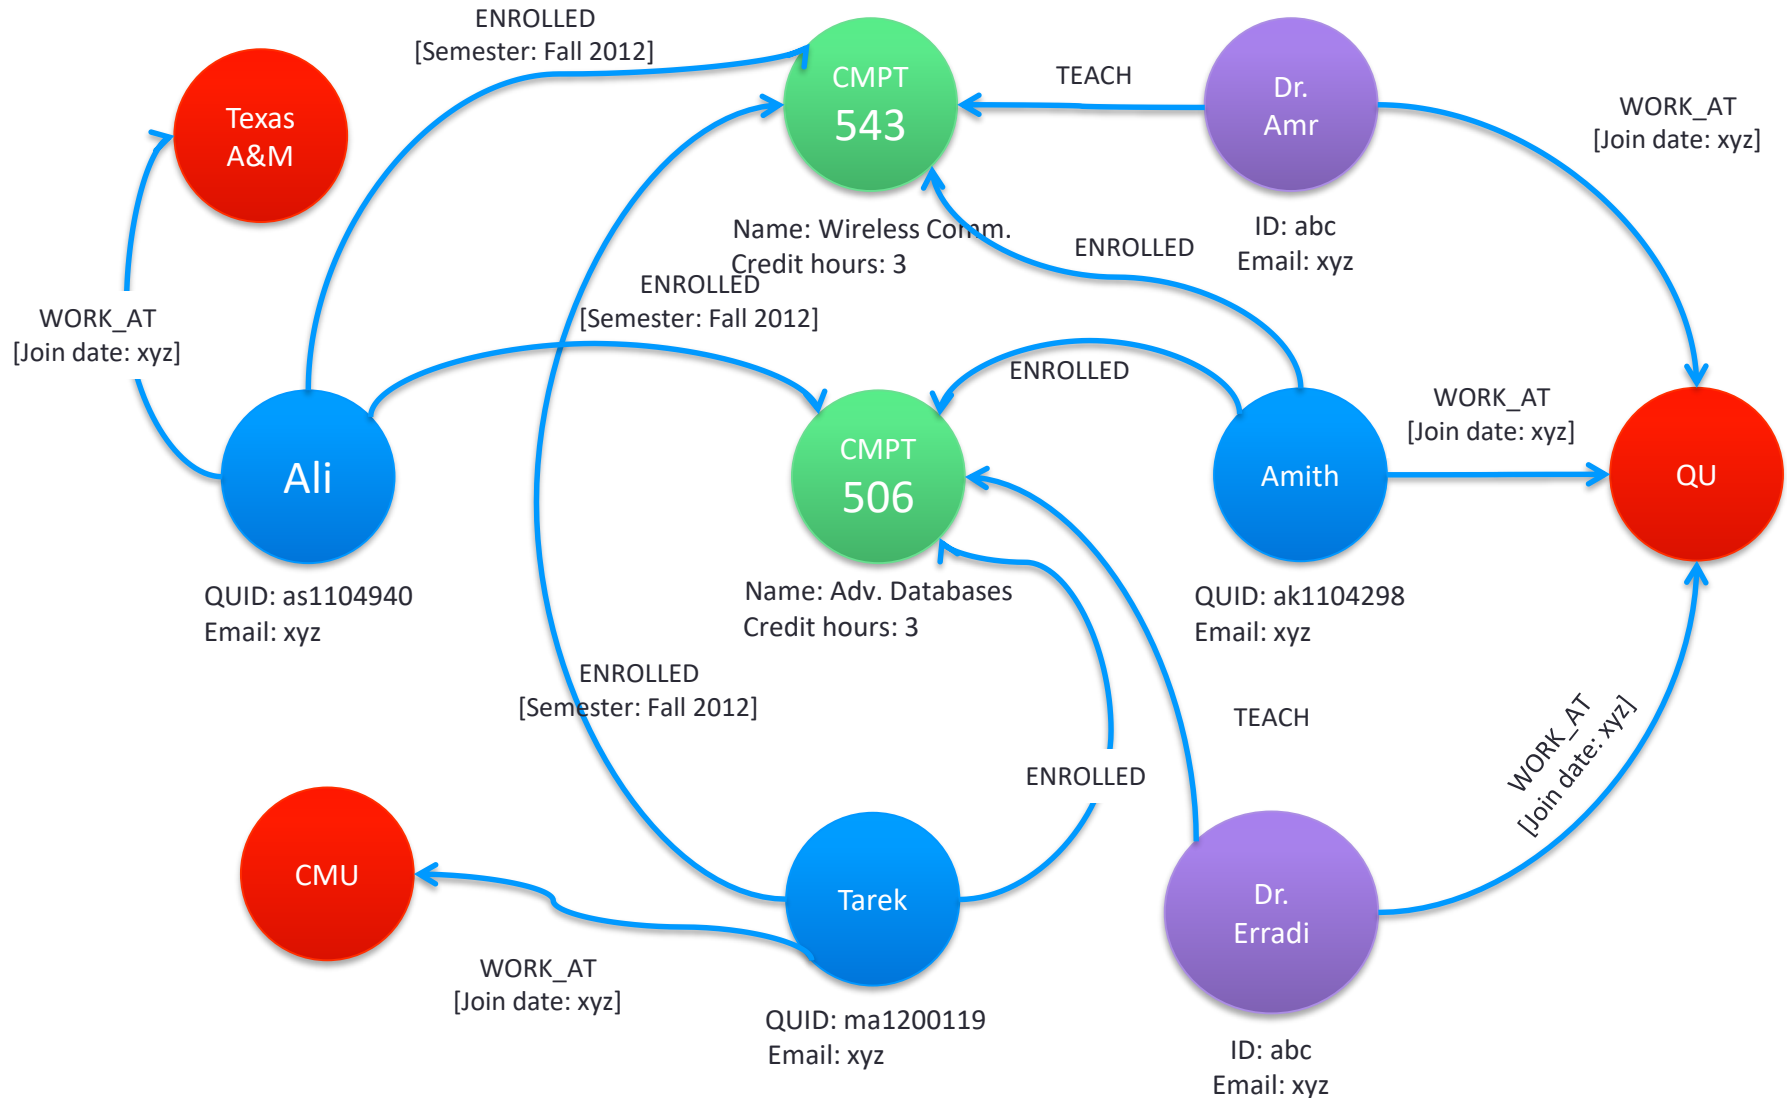 ENROLLED
[Semester: Fall 2012]
CMPT
543
TEACH
Dr.
Amr
WORK_AT
[Join date: xyz]
Texas
A&M
Name: Wireless Comm.
Credit hours: 3
ID: abc
Email: xyz
ENROLLED
ENROLLED
[Semester: Fall 2012]
WORK_AT
[Join date: xyz]
ENROLLED
WORK_AT
[Join date: xyz]
Ali
CMPT
506
Amith
QU
QUID: as1104940
Email: xyz
Name: Adv. Databases
Credit hours: 3
QUID: ak1104298
Email: xyz
ENROLLED
[Semester: Fall 2012]
TEACH
WORK_AT
[Join date: xyz]
ENROLLED
CMU
Tarek
Dr.
Erradi
WORK_AT
[Join date: xyz]
QUID: ma1200119
Email: xyz
ID: abc
Email: xyz